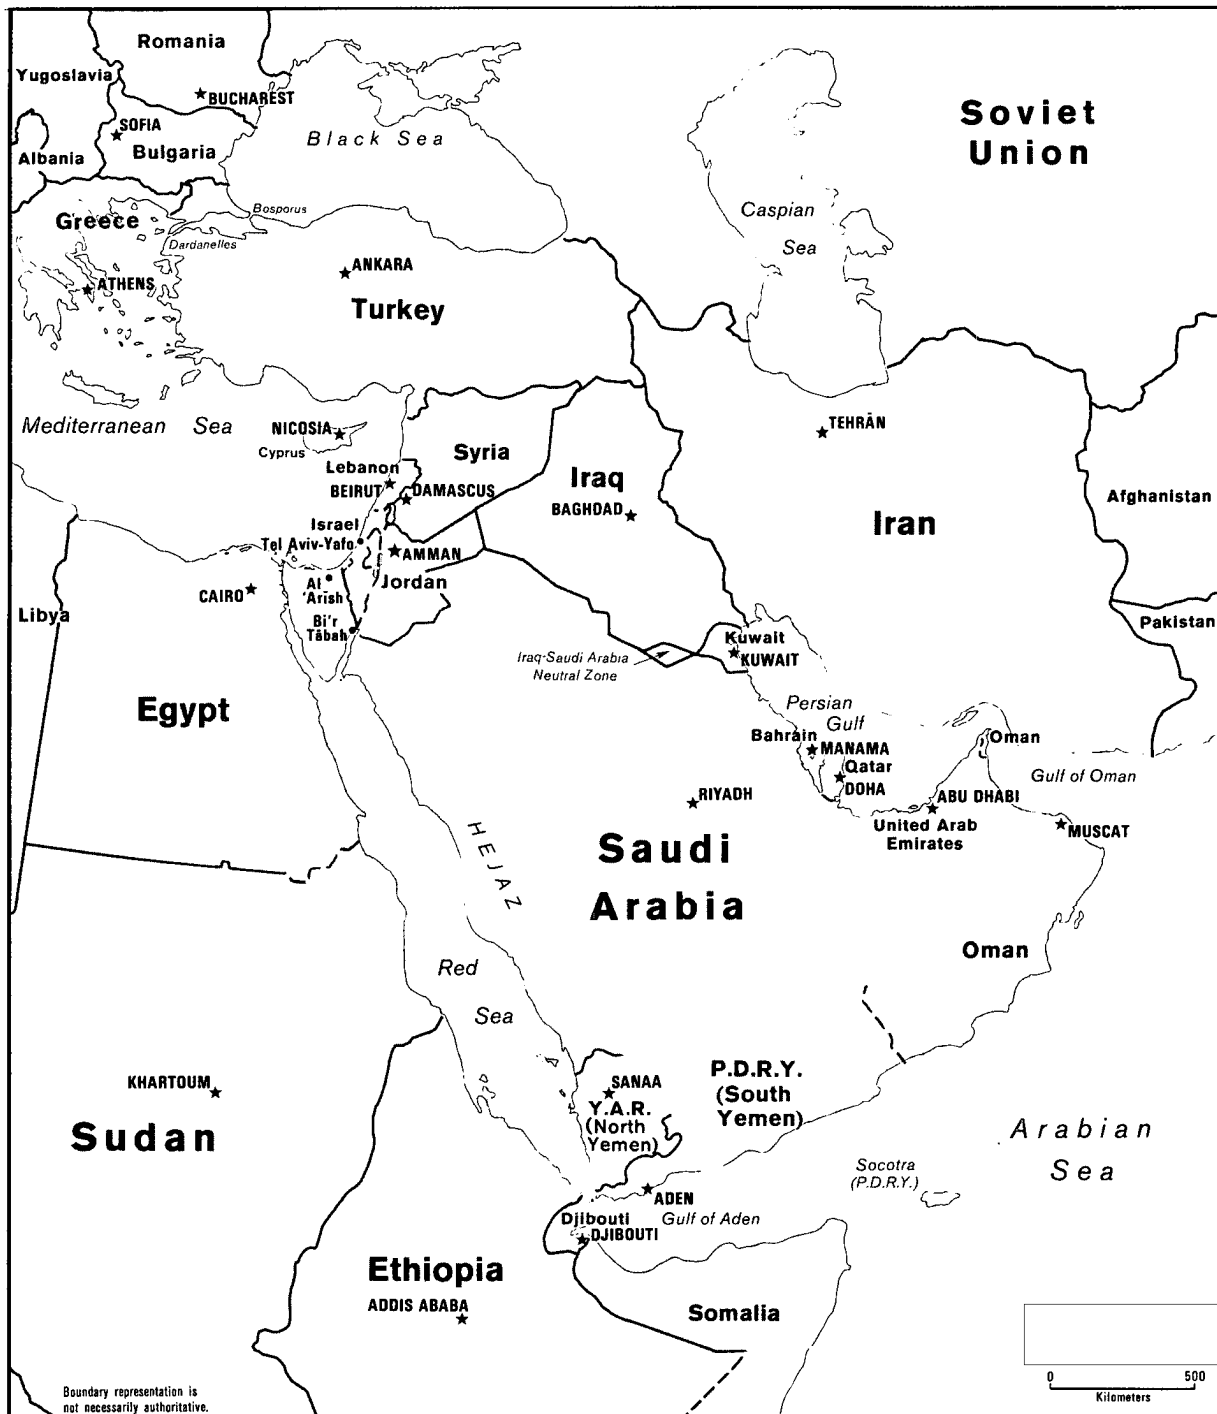 Romania
Yugoslavia
BUCHAREST
SOFIA
Bulgaria
Albania
Black Sea
Soviet
Union
Caspian
Sea
Greece
Bosporus
Dardanelles
ATHENS
ANKARA
Turkey
Mediterranean Sea
NICOSIA
Cyprus
Lebanon
BEIRUT
Syria
DAMASCUS
Iraq
BAGHDAD
TEHRĀN
Iran
Afghanistan
Israel
Tel Aviv-Yafo
AMMAN
Jordan
CAIRO
Al
'Arīsh
Bi'r
Tābah
Libya
Pakistan
Kuwait
KUWAIT
Iraq-Saudi Arabia
Neutral Zone
Egypt
Persian
Gulf
Bahrain
MANAMA
Qatar
DOHA
Oman
Gulf of Oman
RIYADH
ABU DHABI
United Arab
Emirates
MUSCAT
HEJAZ
Saudi
Arabia
Oman
Red
Sea
KHARTOUM
Sudan
SANAA
Y.A.R.
(North
Yemen)
P.D.R.Y.
(South
Yemen)
Arabian
Sea
Socotra
(P.D.R.Y.)
ADEN
Gulf of Aden
Djibouti
DJIBOUTI
Ethiopia
ADDIS ABABA
Somalia
0 500
Kilometers
Boundary representation is
not necessarily authoritative.